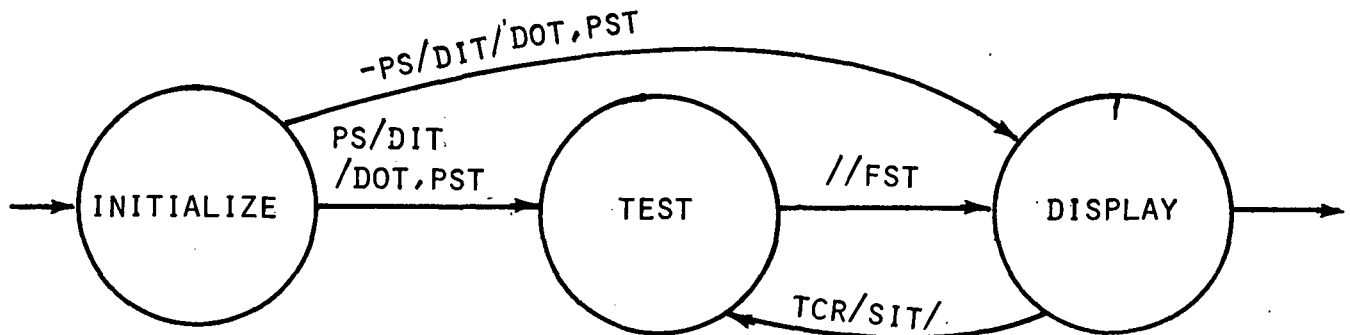 -PS/DIT/DOT,PST
PS/DIT
/DOT,PST
//FST
INITIALIZE
TEST
DISPLAY
TCR/SIT/